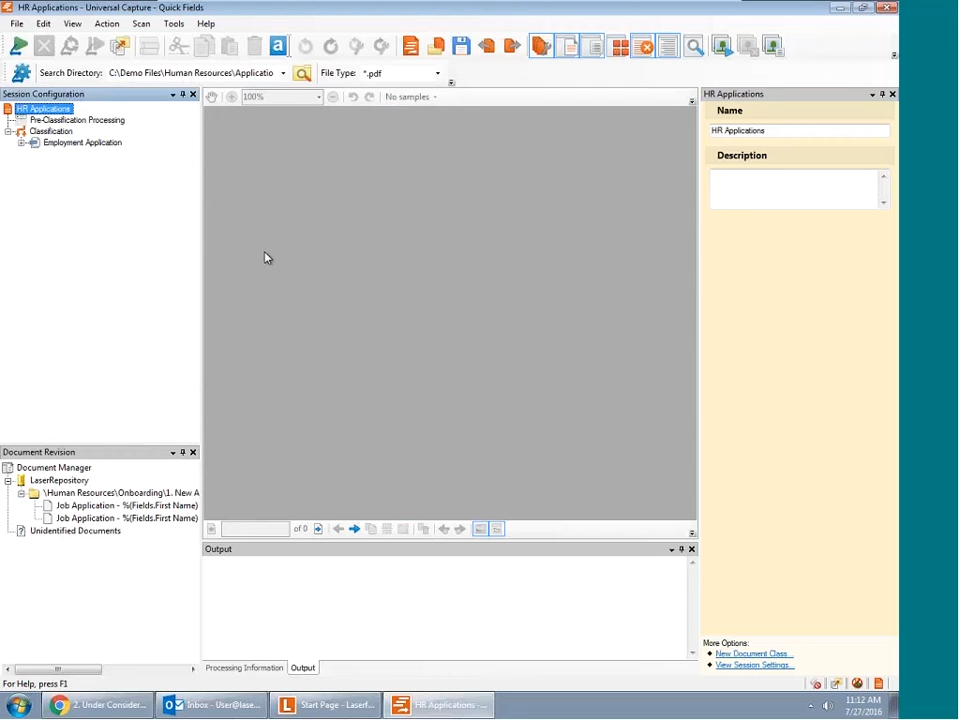 HR Applications - Universal Capture - Quick Fields
File Edit View Action Scan Tools Help
a
Search Directory: C:\Demo Files\Human Resources\Applicatio File Type: *.pdf
Session Configuration
HR Applications
Pre-Classification Processing
Classification
Employment Application
100% No samples
HR Applications
Name
HR Applications
Description
Document Revision
Document Manager
LaserRepository
\Human Resources\Onboarding\1. New A
Job Application - %(Fields.First Name)
Job Application - %(Fields.First Name)
Unidentified Documents
of 0
Output
Processing Information Output
More Options:
New Document Class...
View Session Settings...
For Help, press F1
2. Under Consider... Inbox - User@lase... L Start Page - Laserf... HR Applications -...
11:12 AM
7/27/2016